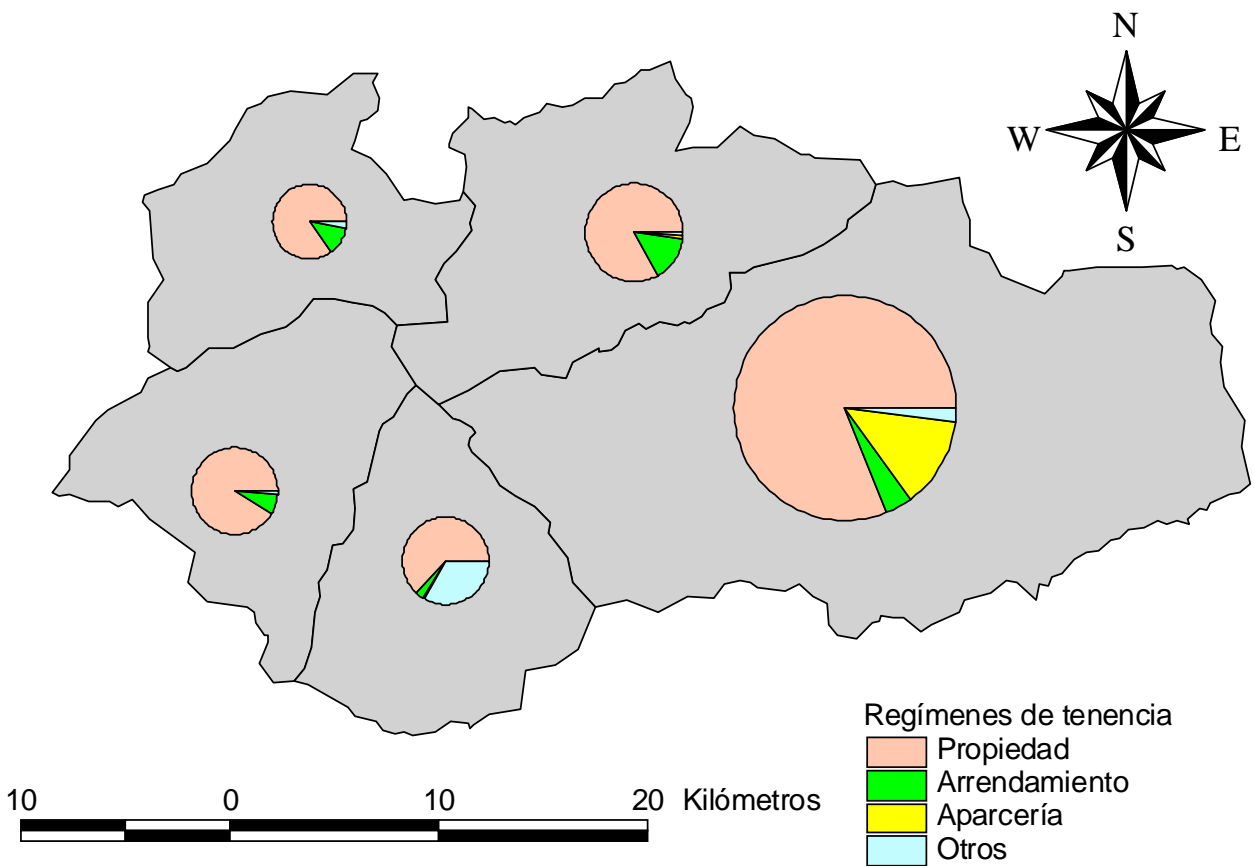 N
W E
S
Regímenes de tenencia
Propiedad
Arrendamiento
Aparcería
Otros
10 0 10 20 Kilómetros